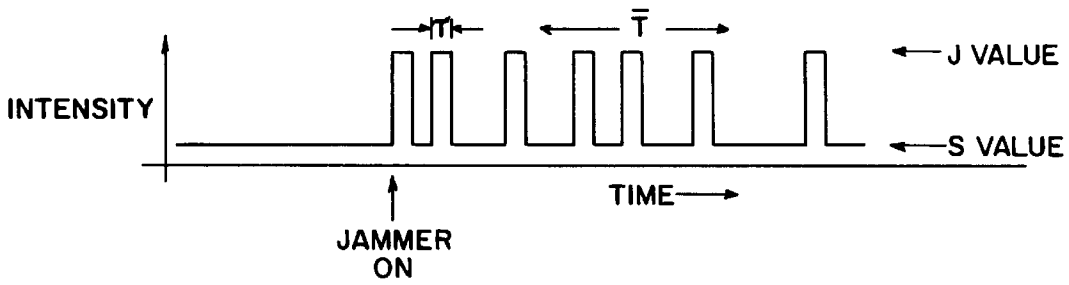 T
T̅
J VALUE
INTENSITY
S VALUE
TIME
JAMMER
ON